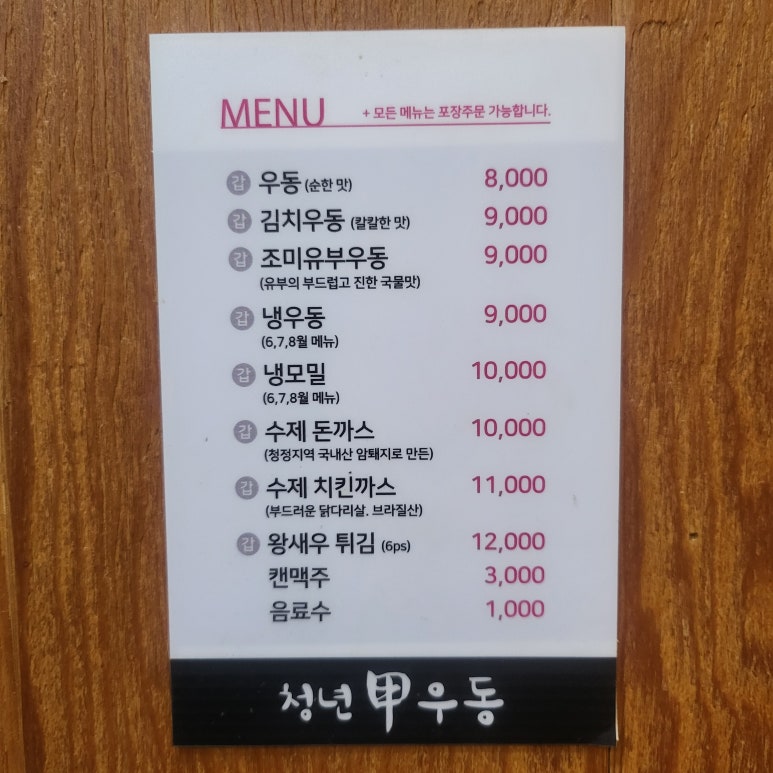 MENU + 모든 메뉴는 포장주문 가능합니다.
갑 우동 (순한 맛) 8,000
갑 김치우동 (칼칼한 맛) 9,000
갑 조미유부우동 9,000
(유부의 부드럽고 진한 국물맛)
갑 냉우동 9,000
(6,7,8월 메뉴)
갑 냉모밀 10,000
(6,7,8월 메뉴)
갑 수제 돈까스 10,000
(청정지역 국내산 암퇘지로 만든)
갑 수제 치킨까스 11,000
(부드러운 닭다리살. 브라질산)
갑 왕새우 튀김 (6ps) 12,000
캔맥주 3,000
음료수 1,000
청년 甲 우동